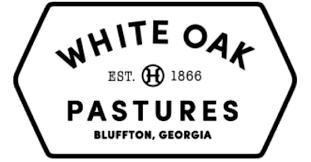 WHITE OAK
EST. H 1866
PASTURES
BLUFFTON, GEORGIA